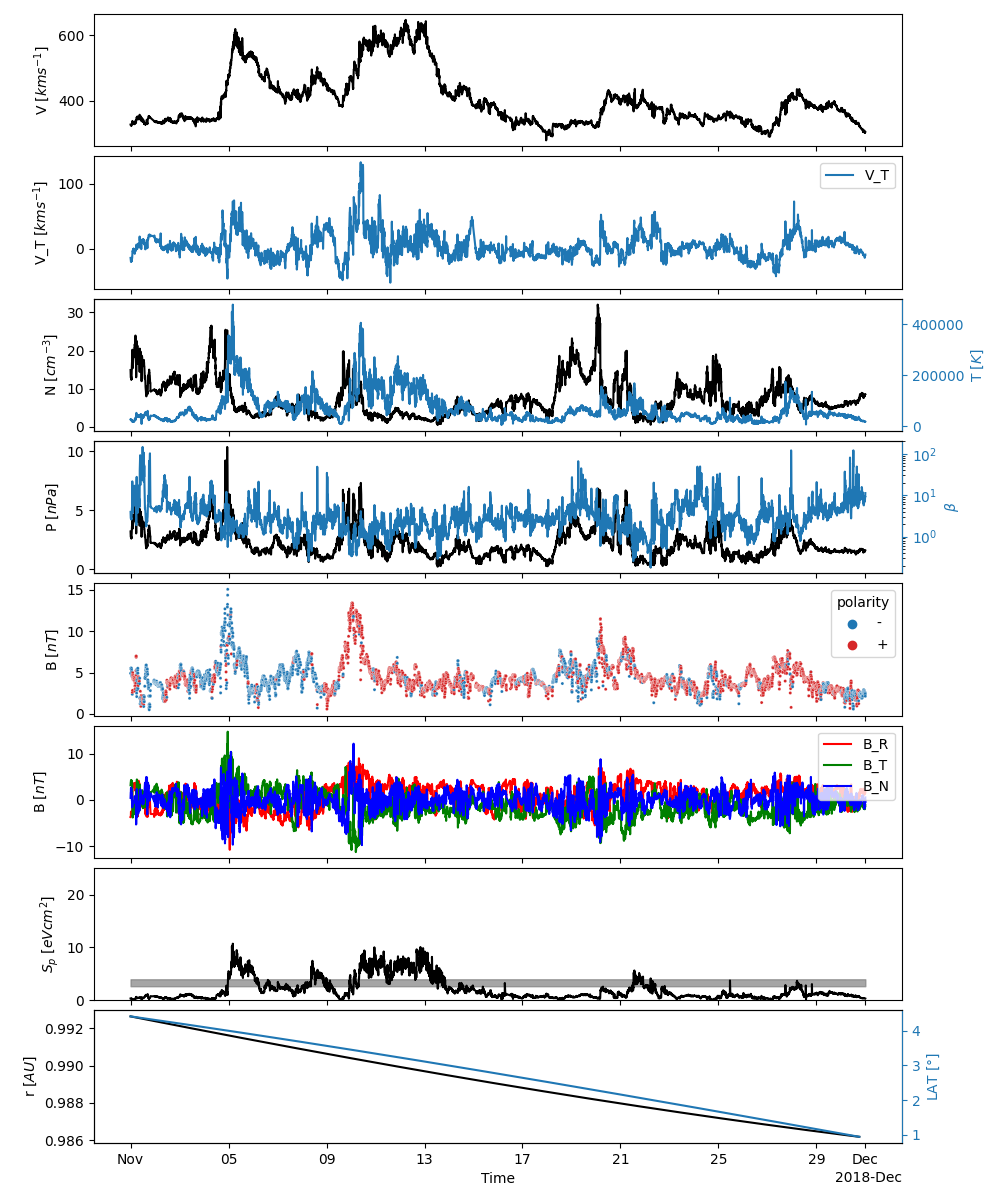 V [kms⁻¹]
600
400
V_T [kms⁻¹]
100
0
V_T
N [cm⁻³]
30
20
10
0
400000
200000
0
T [K]
P [nPa]
10
5
0
10²
10¹
10⁰
β
B [nT]
15
10
5
0
polarity
-
+
B [nT]
10
0
−10
B_R
B_T
B_N
Sₚ [eVcm²]
20
10
0
r [AU]
0.992
0.990
0.988
0.986
4
3
2
1
LAT [°]
Nov 05 09 13 17 21 25 29 Dec
Time
2018-Dec